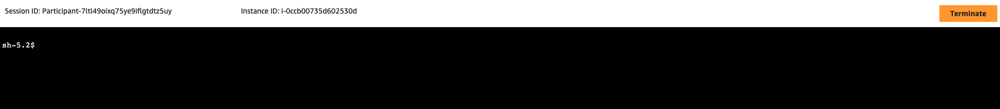 Session ID: Participant-7ltl49oixq75ye9iflgtdtz5uy Instance ID: i-0ccb00735d602530d Terminate
sh-5.2$